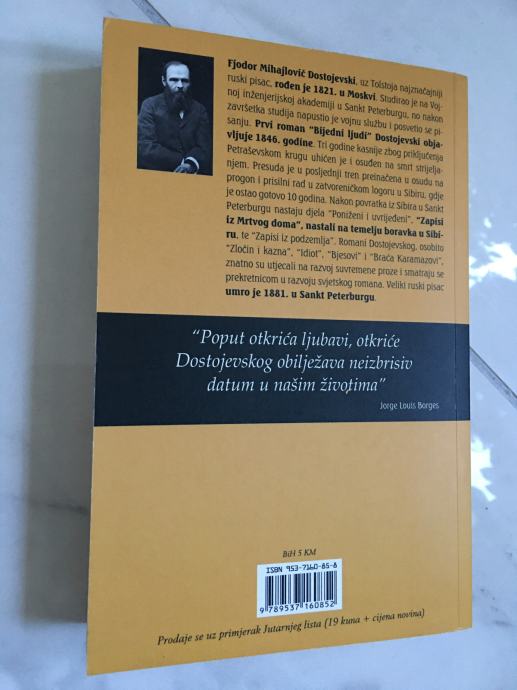 Fjodor Mihajlovič Dostojevski, uz Tolstoja najznačajniji
ruski pisac, rođen je 1821. u Moskvi. Studirao je na Voj-
noj inženjerijskoj akademiji u Sankt Peterburgu, no nakon
završetka studija napustio je vojnu službu i posvetio se pi-
sanju. Prvi roman "Bijedni ljudi" Dostojevski obja-
vljuje 1846. godine. Tri godine kasnije zbog priključenja
Petraševskom krugu uhićen je i osuđen na smrt strijelja-
njem. Presuda je u posljednji tren preinačena u osudu na
progon i prisilni rad u zatvoreničkom logoru u Sibiru, gdje
je ostao gotovo 10 godina. Nakon povratka iz Sibira u Sankt
Peterburgu nastaju djela "Poniženi i uvrijeđeni", "Zapisi
iz Mrtvog doma", nastali na temelju boravka u Sibi-
ru, te "Zapisi iz podzemlja". Romani Dostojevskog, osobito
"Zločin i kazna", "Idiot", "Bjesovi" i "Braća Karamazovi",
znatno su utjecali na razvoj suvremene proze i smatraju se
prekretnicom u razvoju svjetskog romana. Veliki ruski pisac
umro je 1881. u Sankt Peterburgu.
"Poput otkrića ljubavi, otkriće
Dostojevskog obilježava neizbrisiv
datum u našim životima"
Jorge Louis Borges
BiH 5 KM
ISBN 953-7160-85-8
9 789537 160852
Prodaje se uz primjerak Jutarnjeg lista (19 kuna + cijena novina)